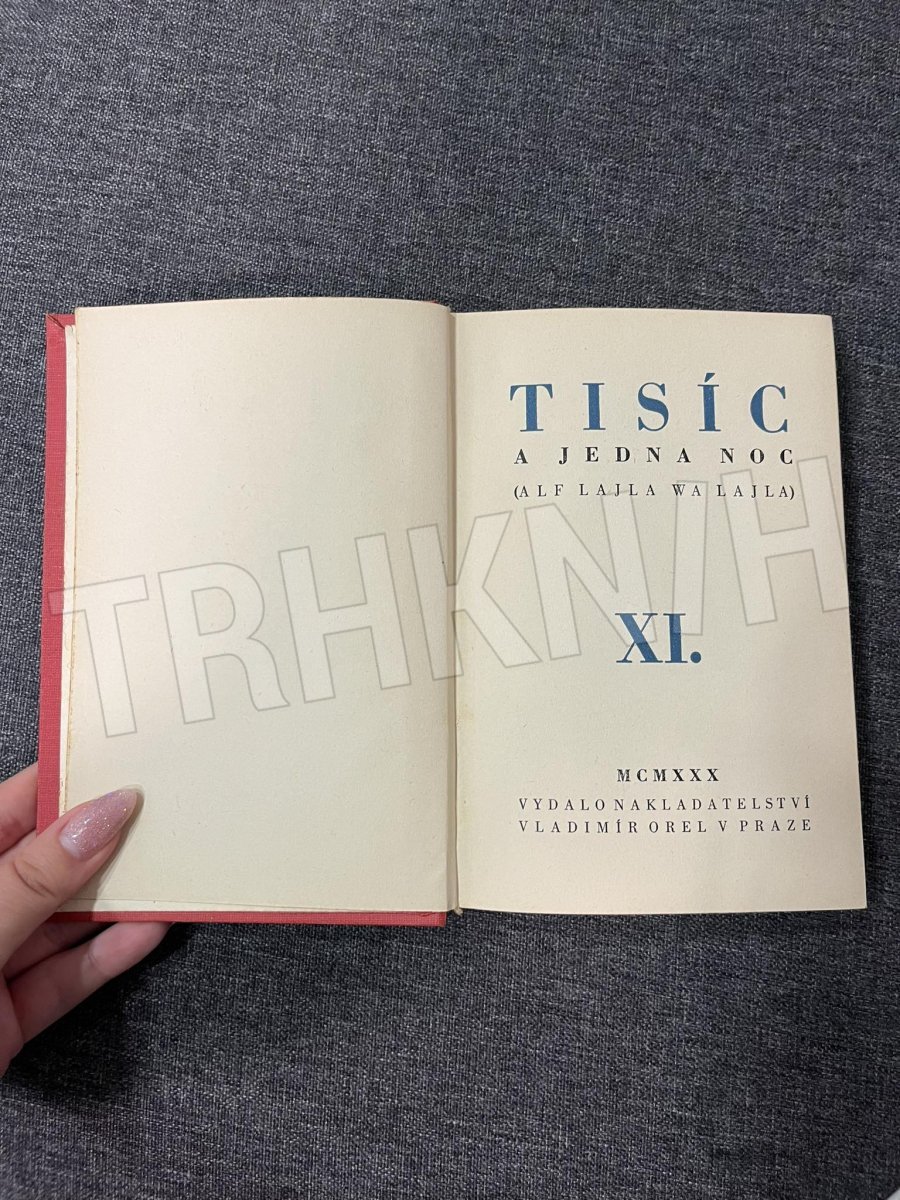 TISÍC
A JEDNA NOC
(ALF LAJLA WA LAJLA)
TRHKNIH
XI.
MCMXXX
VYDALO NAKLADATELSTVÍ
VLADIMÍR OREL V PRAZE